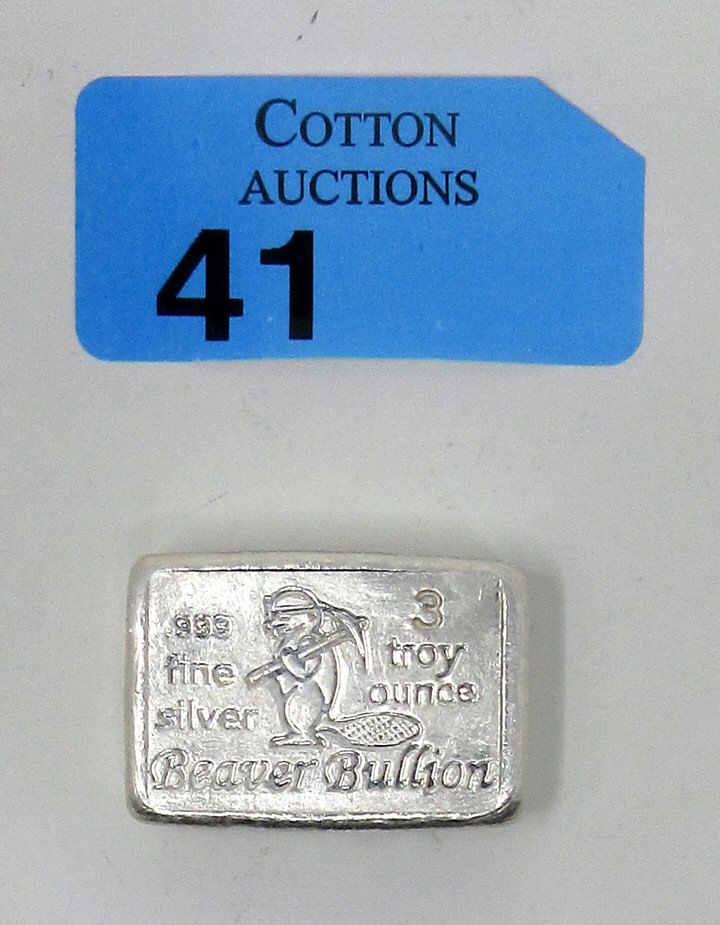 COTTON
AUCTIONS
41
.999
fine
silver
3
troy
ounce
Beaver Bullion